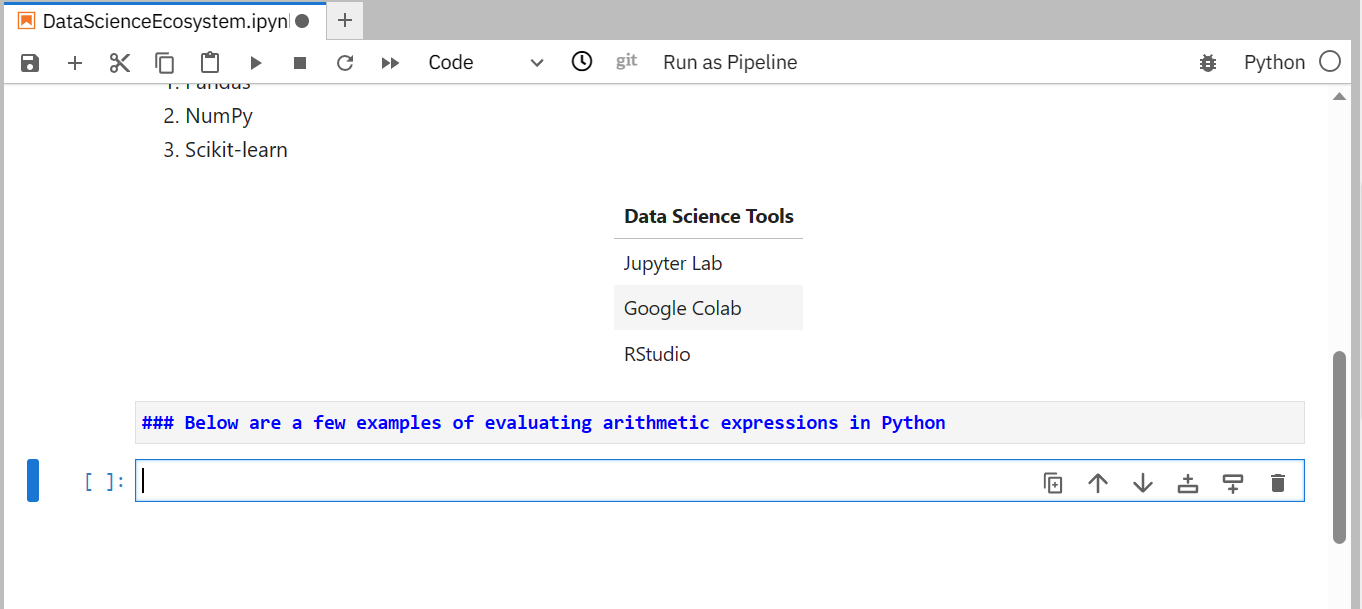 DataScienceEcosystem.ipyn
Code git Run as Pipeline Python
1. Pandas
2. NumPy
3. Scikit-learn
Data Science Tools
Jupyter Lab
Google Colab
RStudio
### Below are a few examples of evaluating arithmetic expressions in Python
[ ]: